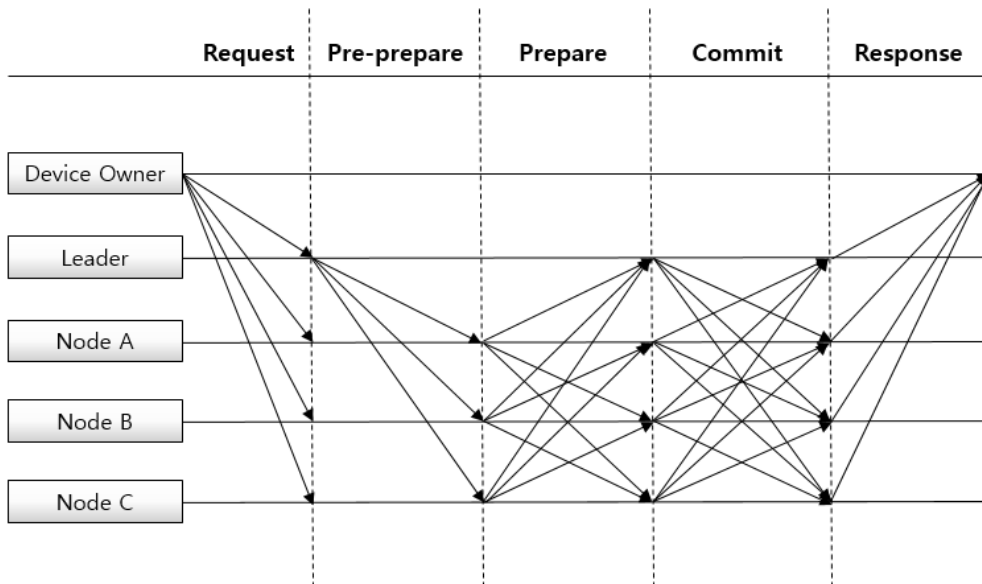 Request Pre-prepare Prepare Commit Response
Device Owner
Leader
Node A
Node B
Node C